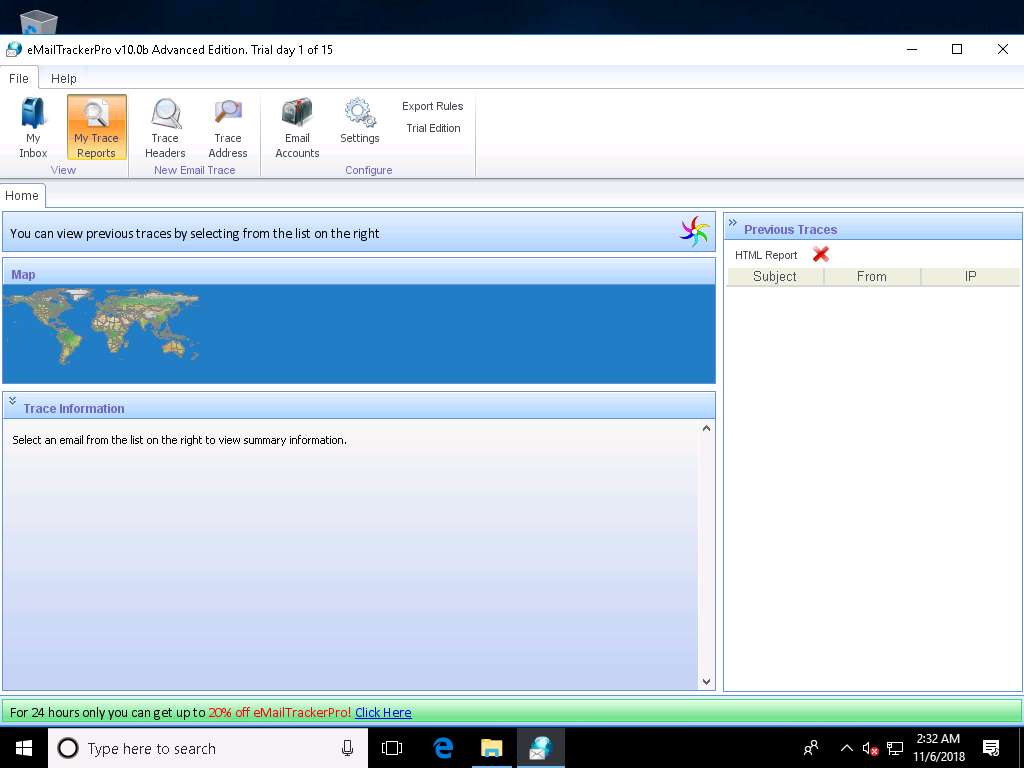 eMailTrackerPro v10.0b Advanced Edition. Trial day 1 of 15
File Help
My Inbox
My Trace Reports
Trace Headers
Trace Address
Email Accounts
Settings
Export Rules
Trial Edition
View
New Email Trace
Configure
Home
You can view previous traces by selecting from the list on the right
Previous Traces
HTML Report
Subject From IP
Map
Trace Information
Select an email from the list on the right to view summary information.
For 24 hours only you can get up to 20% off eMailTrackerPro! Click Here
Type here to search
2:32 AM
11/6/2018